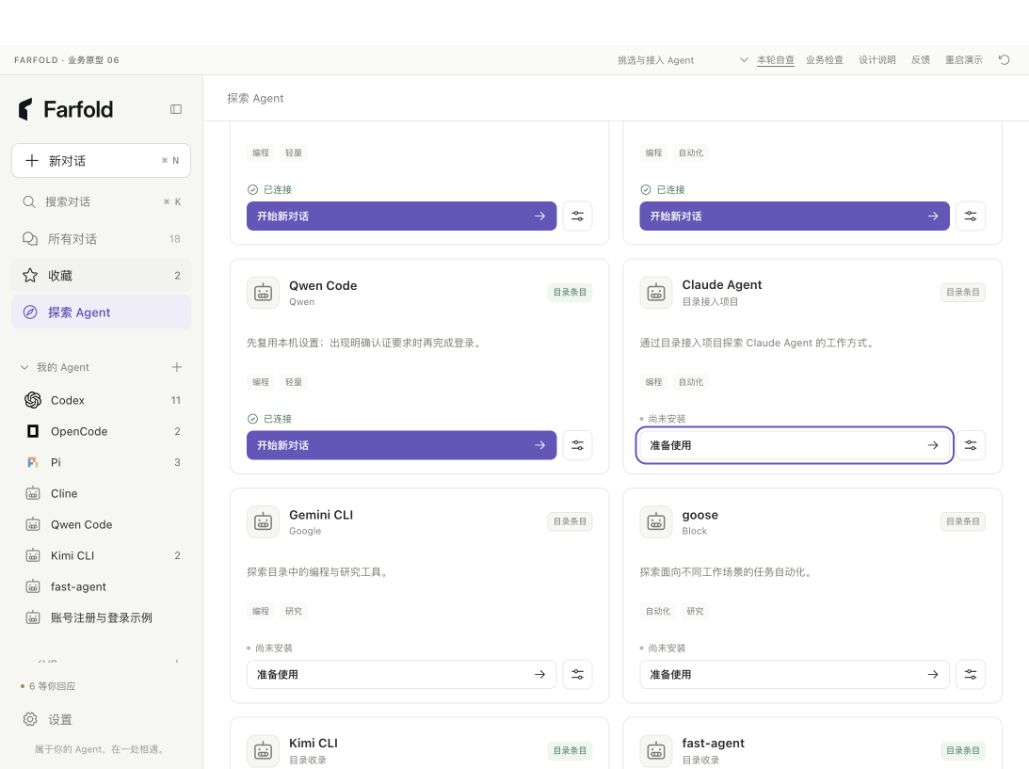 FARFOLD · 业务原型 06
挑选与接入 Agent
本轮自查
业务检查
设计说明
反馈
重启演示
Farfold
新对话
⌘ N
搜索对话
⌘ K
所有对话
18
收藏
2
探索 Agent
我的 Agent
Codex
11
OpenCode
2
Pi
3
Cline
Qwen Code
Kimi CLI
2
fast-agent
账号注册与登录示例
6 等你回应
设置
属于你的 Agent，在一处相遇。
探索 Agent
编程 轻量
已连接
开始新对话
编程 自动化
已连接
开始新对话
Qwen Code
Qwen
目录条目
先复用本机设置；出现明确认证要求时再完成登录。
编程 轻量
已连接
开始新对话
Claude Agent
目录接入项目
目录条目
通过目录接入项目探索 Claude Agent 的工作方式。
编程 自动化
尚未安装
准备使用
Gemini CLI
Google
目录条目
探索目录中的编程与研究工具。
编程 研究
尚未安装
准备使用
goose
Block
目录条目
探索面向不同工作场景的任务自动化。
自动化 研究
尚未安装
准备使用
Kimi CLI
目录收录
目录条目
fast-agent
目录收录
目录条目